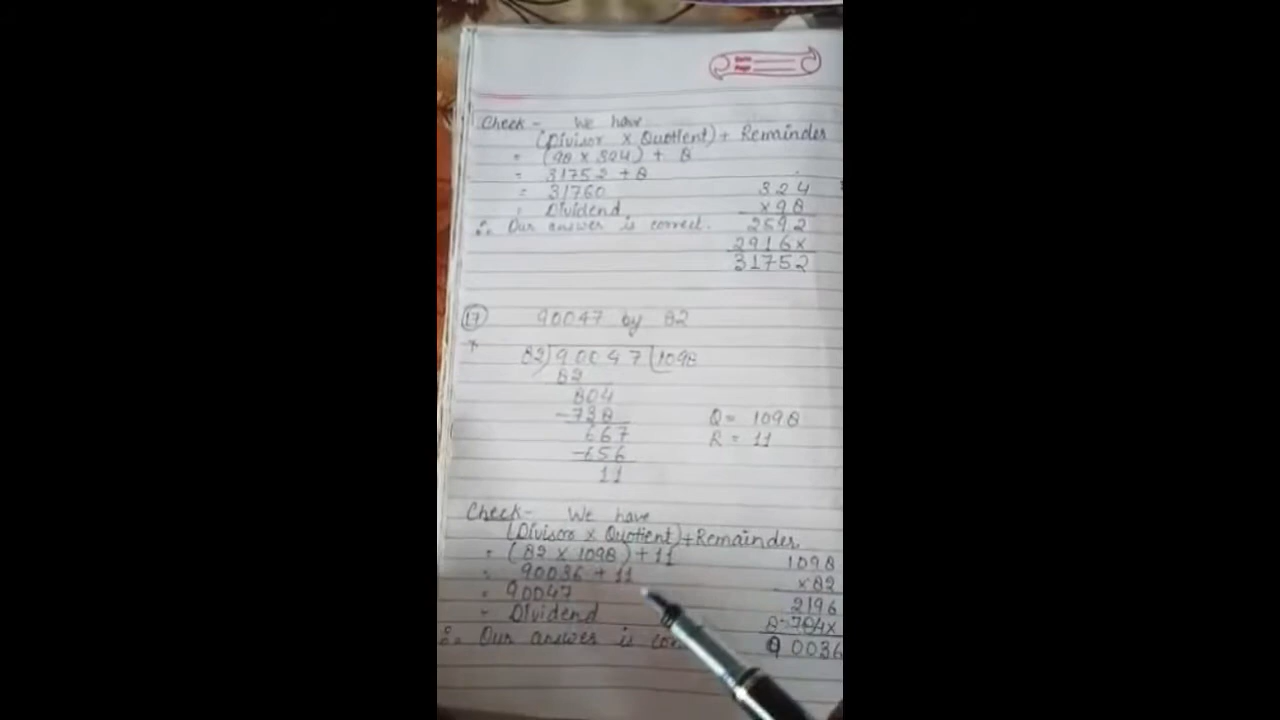 Check - We have
(Divisor x Quotient) + Remainder
= (98 x 324) + 8
= 31752 + 8
= 31760
= Dividend
∴ Our answer is correct.
324
x98
2592
2916x
31752
17 90047 by 82
82)90047(1098
82
804
-738
667
-656
11
Q = 1098
R = 11
Check - We have
(Divisor x Quotient) + Remainder
= (82 x 1098) + 11
= 90036 + 11
= 90047
= Dividend
∴ Our answer is
1098
x82
2196
8784x
90036